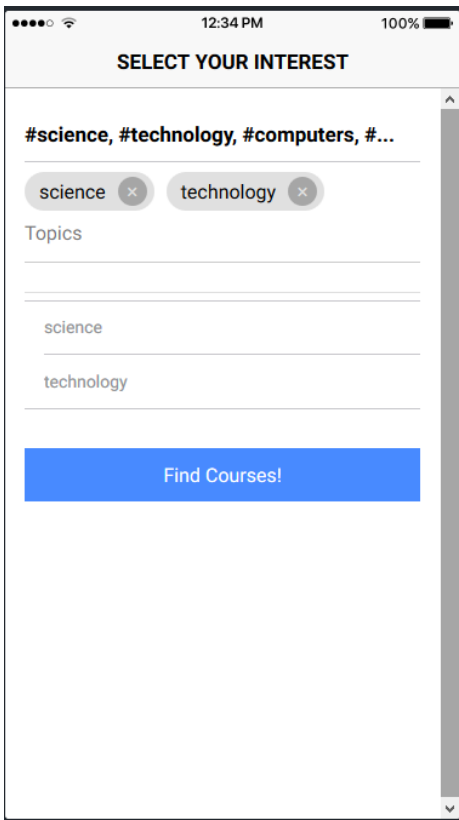 12:34 PM 100%
SELECT YOUR INTEREST
#science, #technology, #computers, #...
science technology
Topics
science
technology
Find Courses!